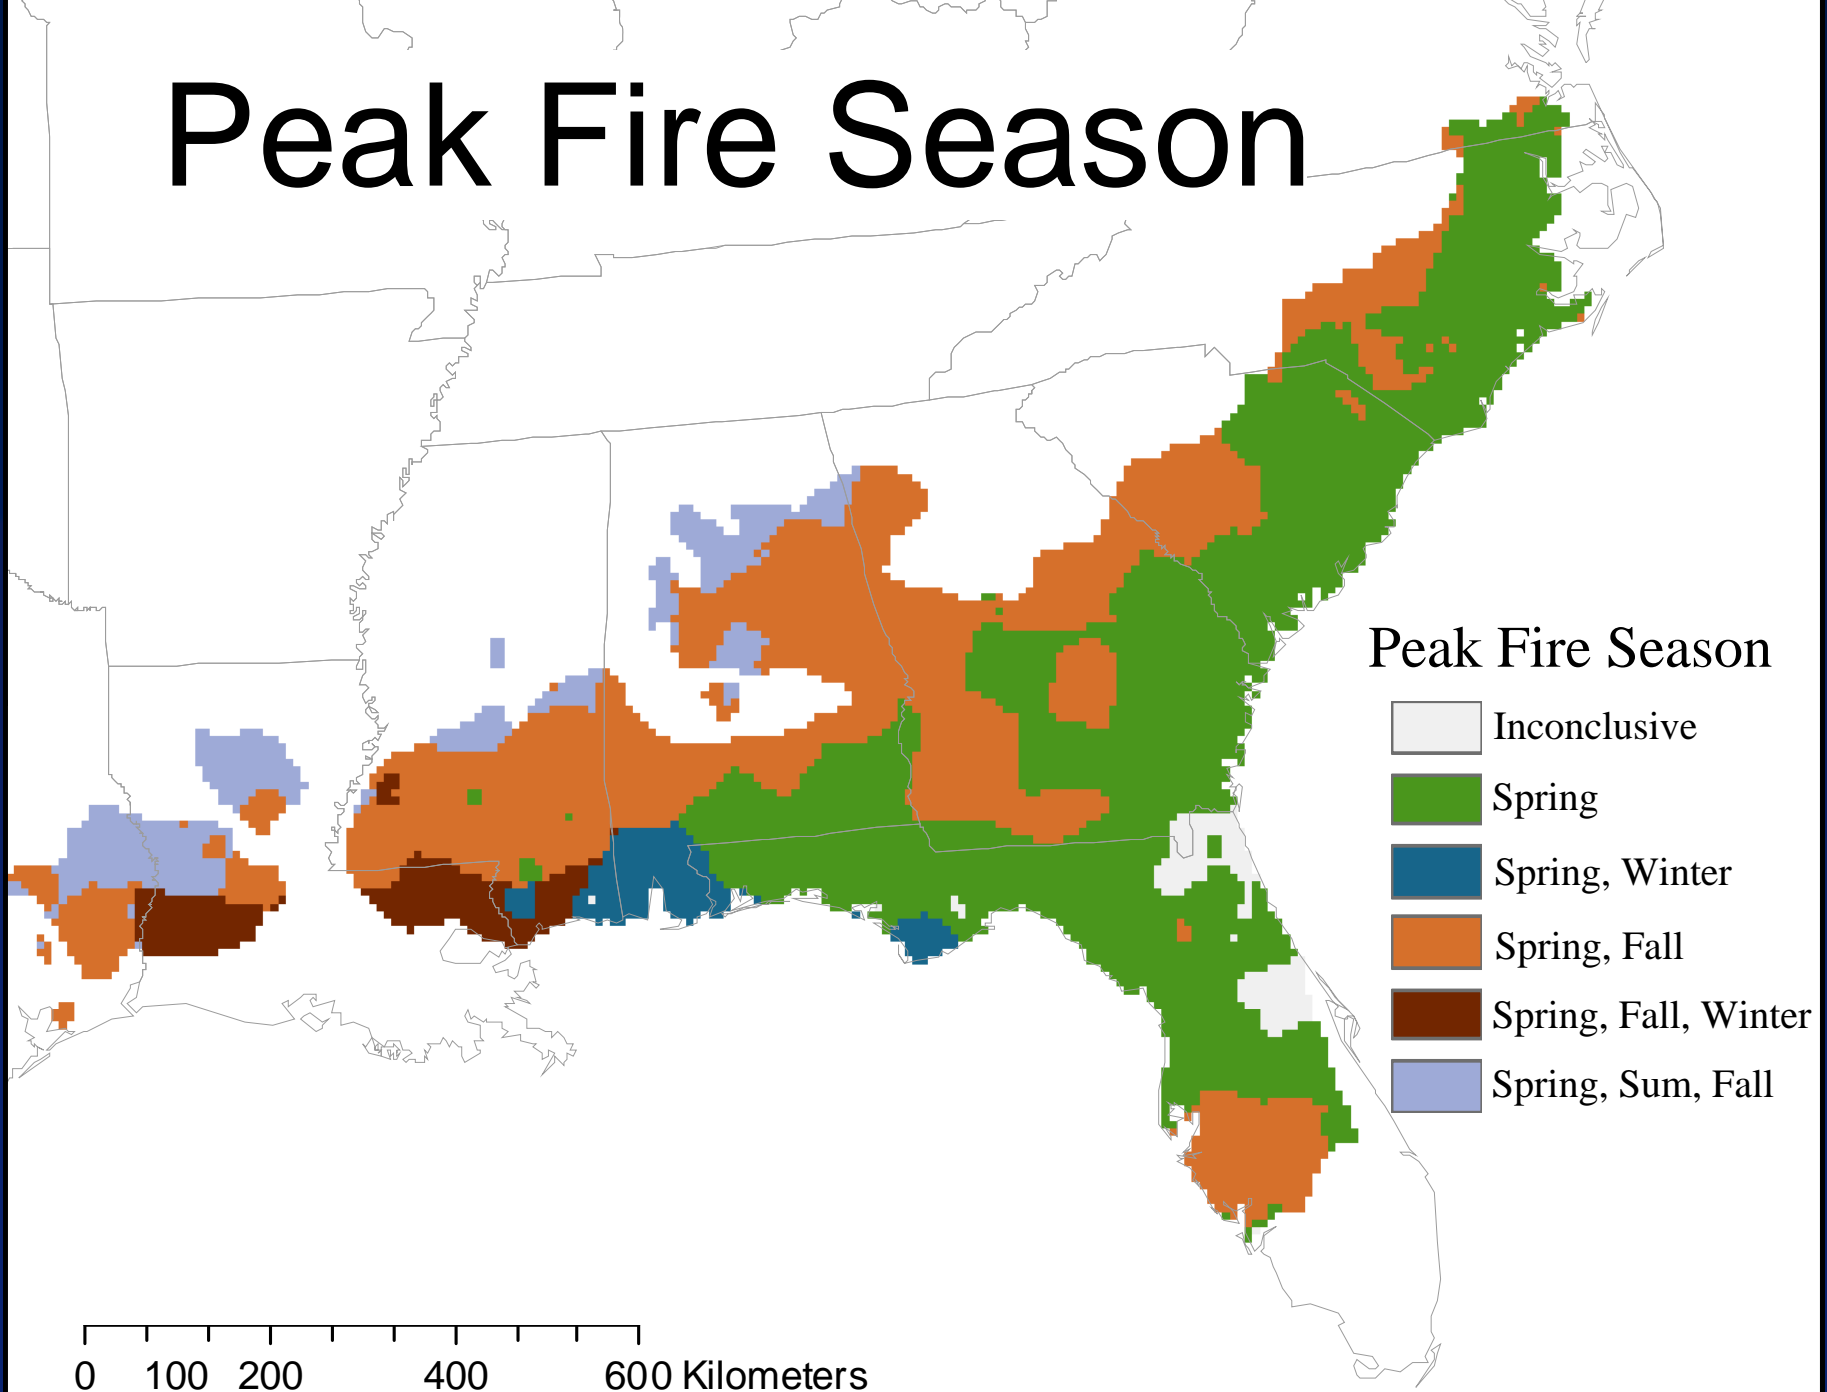 Peak Fire Season
Peak Fire Season
Inconclusive
Spring
Spring, Winter
Spring, Fall
Spring, Fall, Winter
Spring, Sum, Fall
0 100 200 400 600 Kilometers